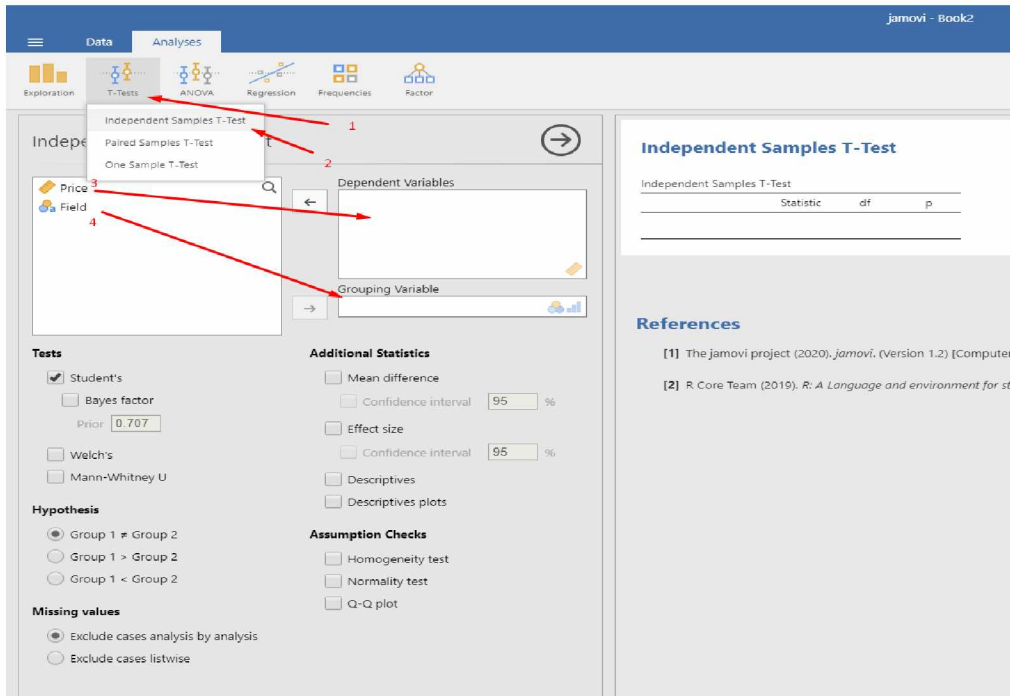 jamovi - Book2
Data Analyses
Exploration T-Tests ANOVA Regression Frequencies Factor
Independent Samples T-Test
Paired Samples T-Test
One Sample T-Test
1
2
Indepe t
Price
Field
3
4
Dependent Variables
Grouping Variable
Tests
Student's
Bayes factor
Prior 0.707
Welch's
Mann-Whitney U
Hypothesis
Group 1 ≠ Group 2
Group 1 > Group 2
Group 1 < Group 2
Missing values
Exclude cases analysis by analysis
Exclude cases listwise
Additional Statistics
Mean difference
Confidence interval 95 %
Effect size
Confidence interval 95 %
Descriptives
Descriptives plots
Assumption Checks
Homogeneity test
Normality test
Q-Q plot
Independent Samples T-Test
Independent Samples T-Test
Statistic df p
References
[1] The jamovi project (2020). jamovi. (Version 1.2) [Computer
[2] R Core Team (2019). R: A Language and environment for st